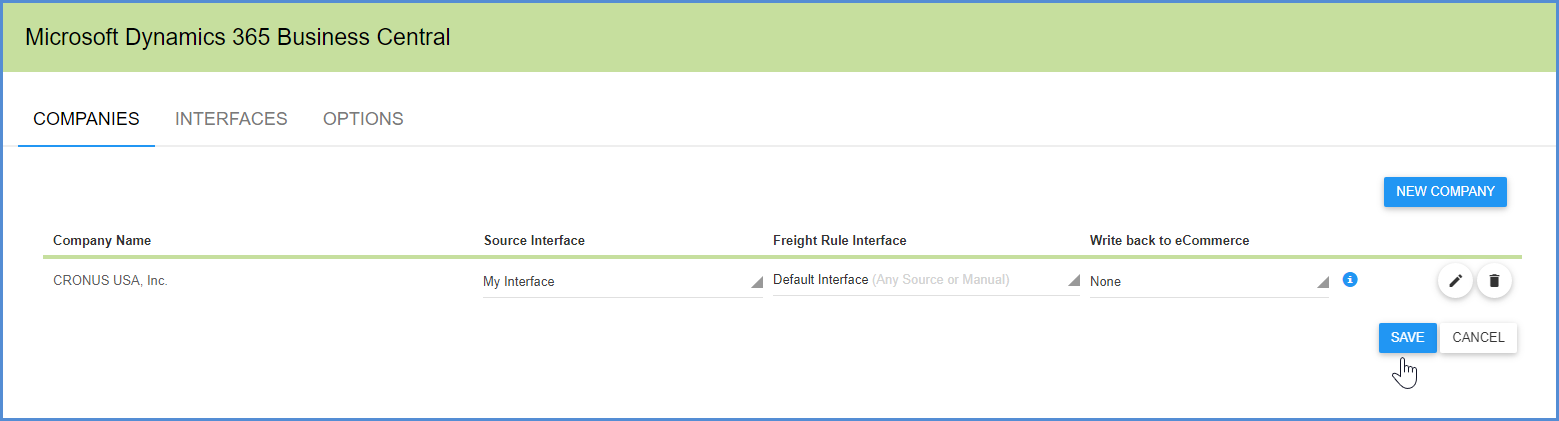 Microsoft Dynamics 365 Business Central
COMPANIES INTERFACES OPTIONS
NEW COMPANY
Company Name Source Interface Freight Rule Interface Write back to eCommerce
CRONUS USA, Inc. My Interface Default Interface (Any Source or Manual) None
SAVE CANCEL